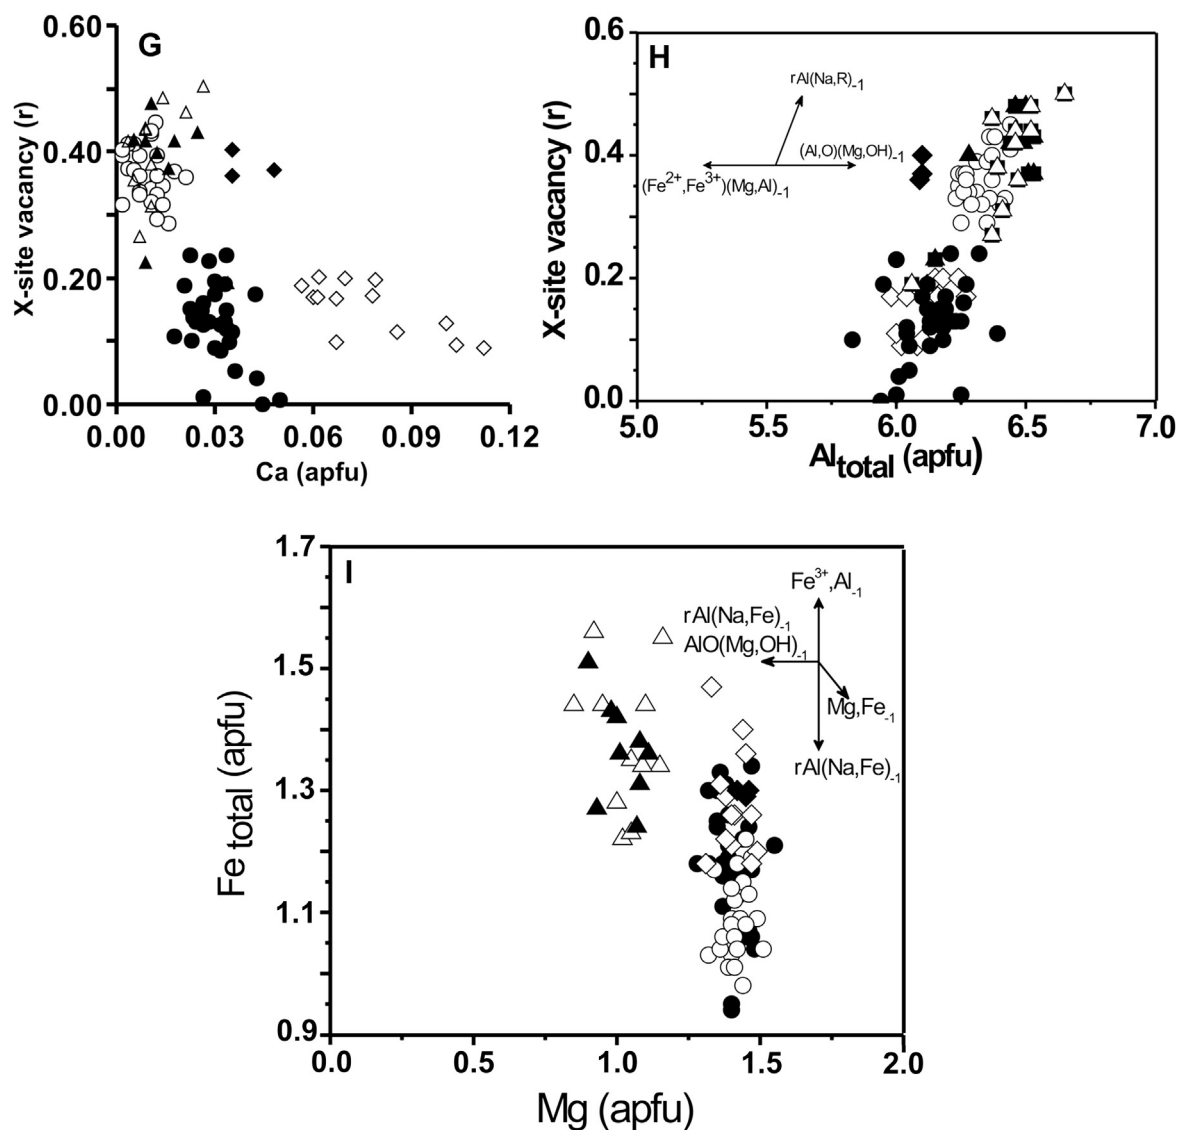 G
0.60
0.40
0.20
0.00
X-site vacancy (r)
0.00 0.03 0.06 0.09 0.12
Ca (apfu)
H
0.6
0.4
0.2
0.0
X-site vacancy (r)
rAl(Na,R)-1
(Al,O)(Mg,OH)-1
(Fe2+,Fe3+)(Mg,Al)-1
5.0 5.5 6.0 6.5 7.0
Altotal (apfu)
I
1.7
1.5
1.3
1.1
0.9
Fe total (apfu)
Fe3+,Al-1
rAl(Na,Fe)-1
AlO(Mg,OH)-1
Mg,Fe-1
rAl(Na,Fe)-1
0.0 0.5 1.0 1.5 2.0
Mg (apfu)